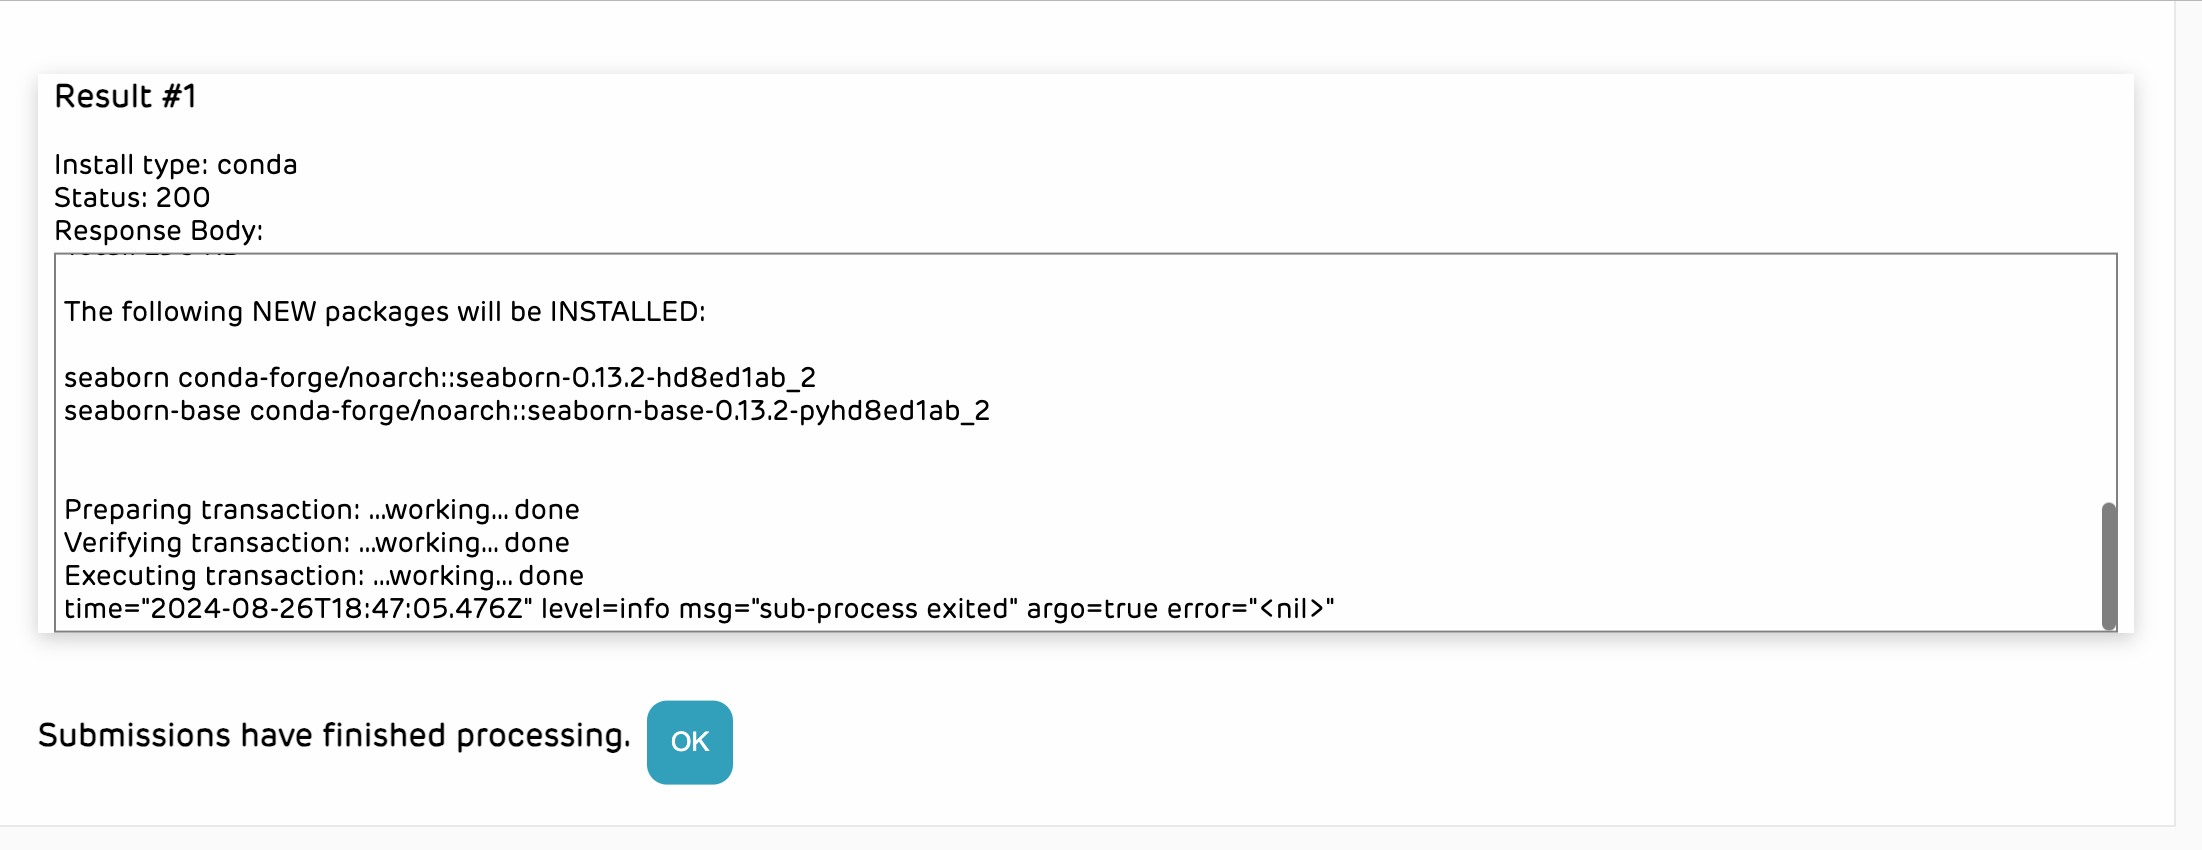 Result #1
Install type: conda
Status: 200
Response Body:
The following NEW packages will be INSTALLED:
seaborn conda-forge/noarch::seaborn-0.13.2-hd8ed1ab_2
seaborn-base conda-forge/noarch::seaborn-base-0.13.2-pyhd8ed1ab_2
Preparing transaction: ...working... done
Verifying transaction: ...working... done
Executing transaction: ...working... done
time="2024-08-26T18:47:05.476Z" level=info msg="sub-process exited" argo=true error="<nil>"
Submissions have finished processing.
OK